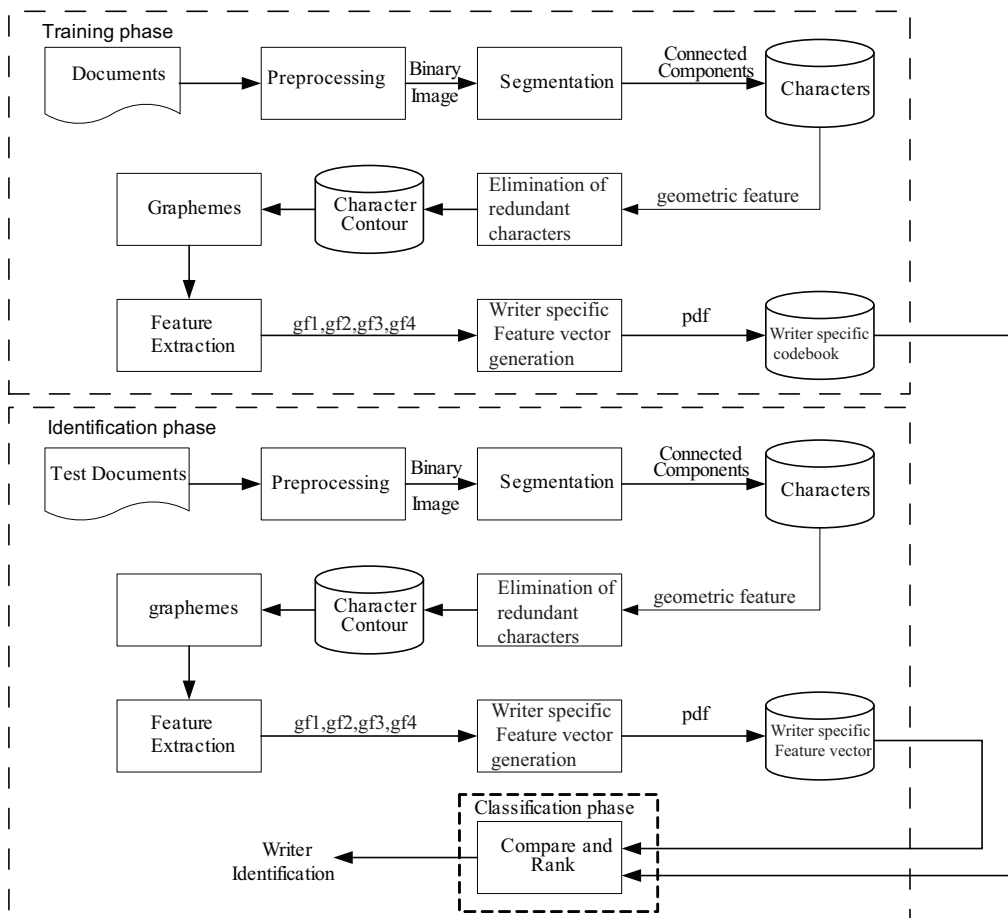 Training phase
Documents
Preprocessing
Binary
Image
Segmentation
Connected
Components
Characters
Graphemes
Character
Contour
Elimination of
redundant
characters
geometric feature
Feature
Extraction
gf1,gf2,gf3,gf4
Writer specific
Feature vector
generation
pdf
Writer specific
codebook
Identification phase
Test Documents
Preprocessing
Binary
Image
Segmentation
Connected
Components
Characters
graphemes
Character
Contour
Elimination of
redundant
characters
geometric feature
Feature
Extraction
gf1,gf2,gf3,gf4
Writer specific
Feature vector
generation
pdf
Writer specific
Feature vector
Classification phase
Compare and
Rank
Writer
Identification